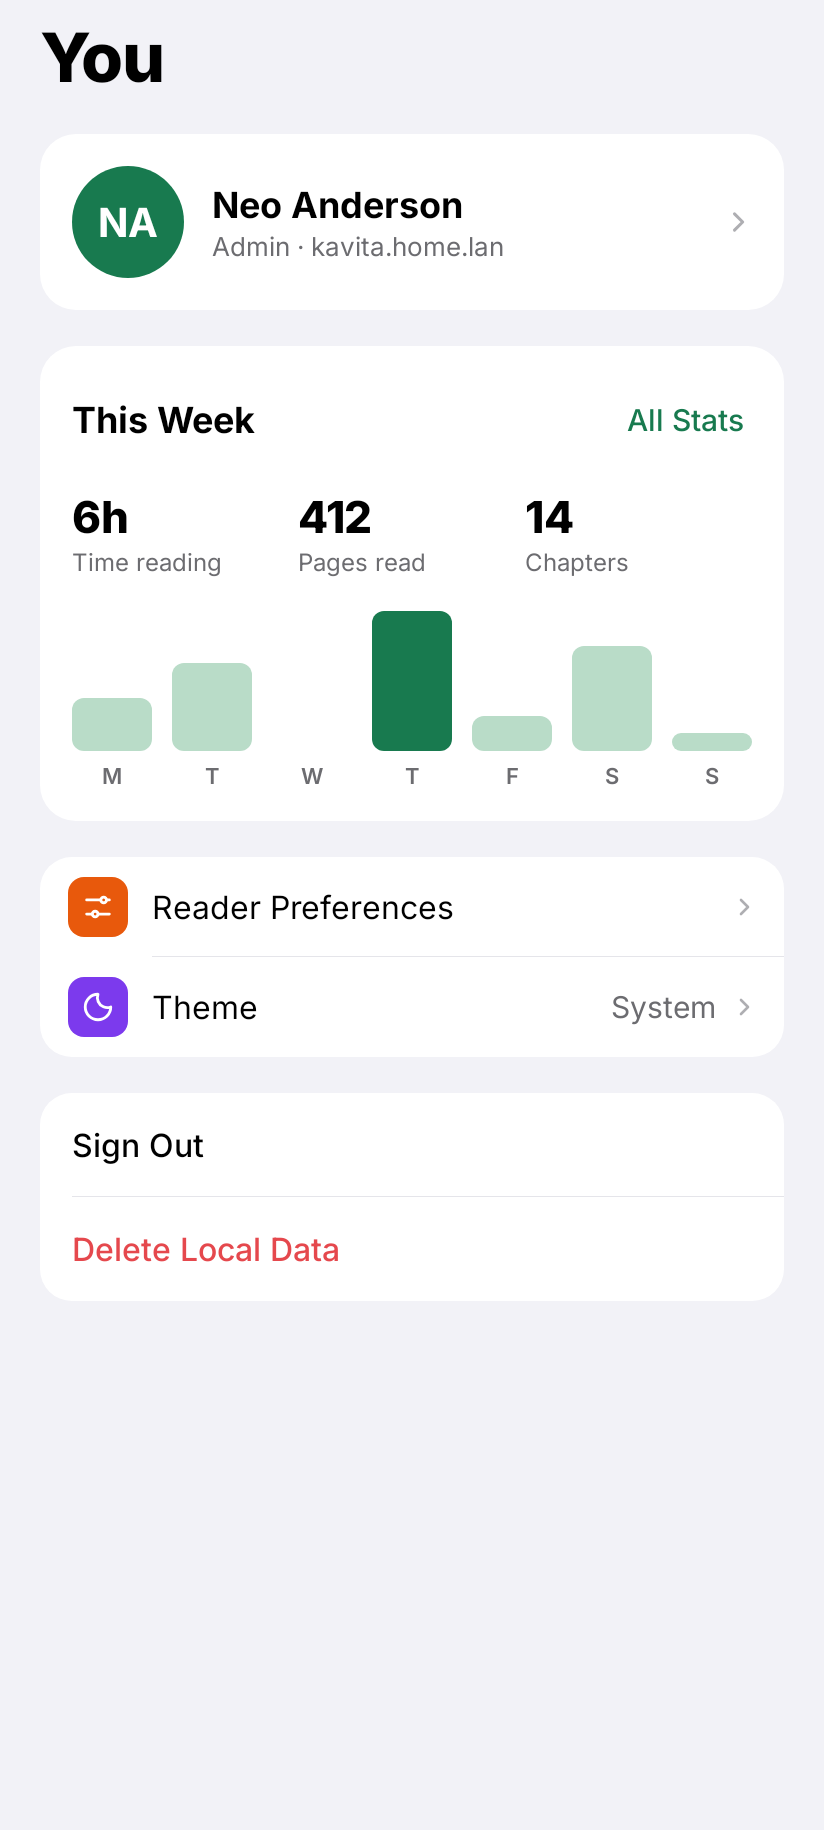 You
NA
Neo Anderson
Admin · kavita.home.lan
This Week
All Stats
6h
412
14
Time reading
Pages read
Chapters
M T W T F S S
Reader Preferences
Theme
System
Sign Out
Delete Local Data